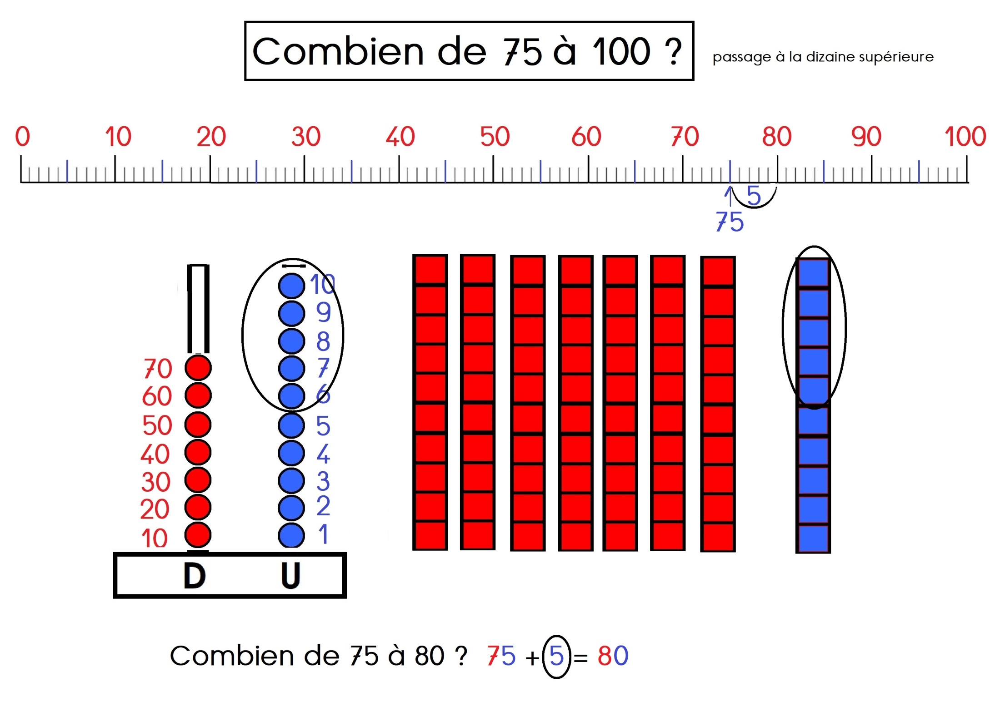 Combien de 75 à 100 ?
passage à la dizaine supérieure
0 10 20 30 40 50 60 70 80 90 100
5
75
10
9
8
70 7
60 6
50 5
40 4
30 3
20 2
10 1
D U
Combien de 75 à 80 ? 75 + 5 = 80